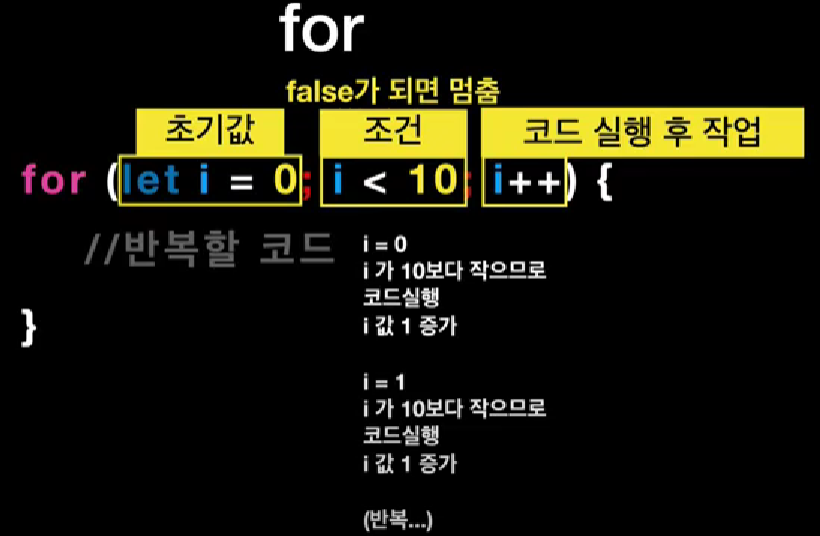 for
false가 되면 멈춤
초기값 조건 코드 실행 후 작업
for (let i = 0; i < 10; i++) {
//반복할 코드
}
i = 0
i 가 10보다 작으므로
코드실행
i 값 1 증가
i = 1
i 가 10보다 작으므로
코드실행
i 값 1 증가
(반복...)